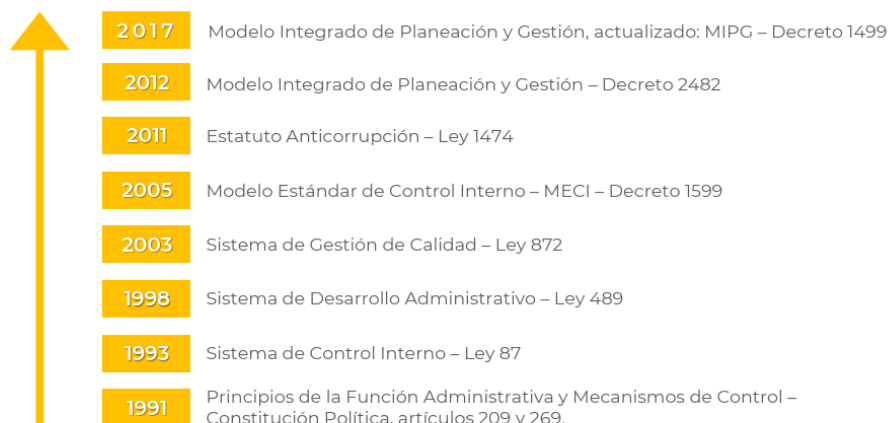 2017 Modelo Integrado de Planeación y Gestión, actualizado: MIPG – Decreto 1499
2012 Modelo Integrado de Planeación y Gestión – Decreto 2482
2011 Estatuto Anticorrupción – Ley 1474
2005 Modelo Estándar de Control Interno – MECI – Decreto 1599
2003 Sistema de Gestión de Calidad – Ley 872
1998 Sistema de Desarrollo Administrativo – Ley 489
1993 Sistema de Control Interno – Ley 87
1991 Principios de la Función Administrativa y Mecanismos de Control –
Constitución Política, artículos 209 y 269.